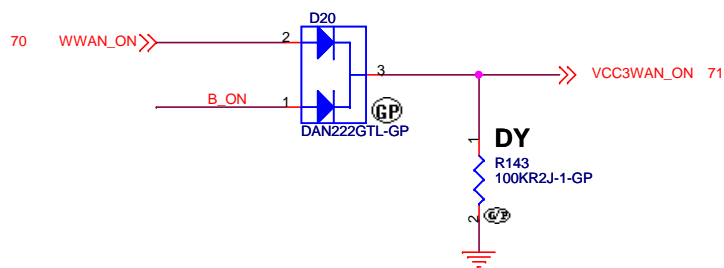 D20
70 WWAN_ON 2
3 VCC3WAN_ON 71
B_ON 1
GP
DAN222GTL-GP
1 DY
R143
100KR2J-1-GP
2 G/P